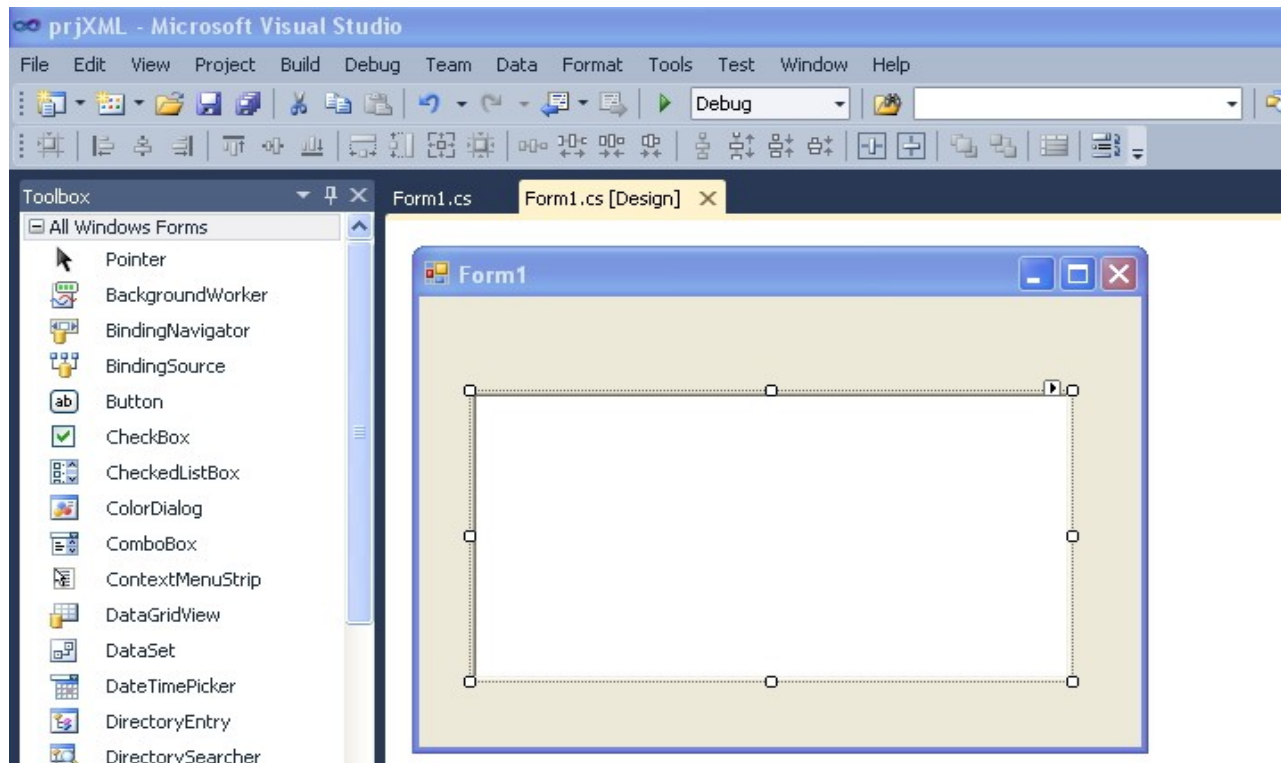 prjXML - Microsoft Visual Studio
File Edit View Project Build Debug Team Data Format Tools Test Window Help
Debug
Toolbox
Form1.cs
Form1.cs [Design]
All Windows Forms
Form1
Pointer
BackgroundWorker
BindingNavigator
BindingSource
ab Button
CheckBox
CheckedListBox
ColorDialog
ComboBox
ContextMenuStrip
DataGridView
DataSet
DateTimePicker
DirectoryEntry
DirectorySearcher